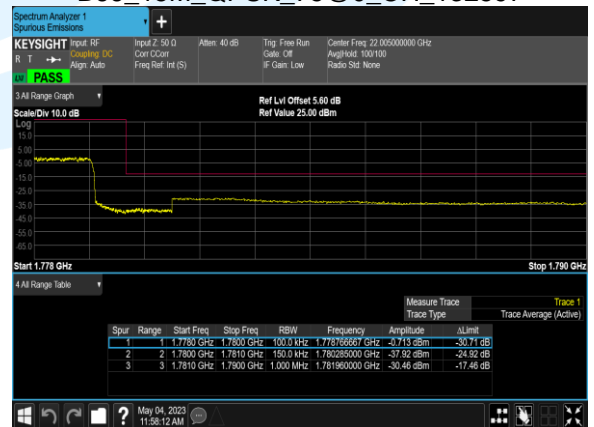 Spectrum Analyzer 1
Spurious Emissions
+
KEYSIGHT Input: RF Input Z: 50 Ω Atten: 40 dB Trig: Free Run Center Freq: 22.005000000 GHz
R T Coupling: DC Corr CCorr Gate: Off Avg|Hold: 100/100
Align: Auto Freq Ref: Int (S) IF Gain: Low Radio Std: None
LV PASS
3 All Range Graph
Ref Lvl Offset 5.60 dB
Scale/Div 10.0 dB Ref Value 25.00 dBm
Log
15.0
5.00
-5.00
-15.0
-25.0
-35.0
-45.0
-55.0
-65.0
Start 1.778 GHz Stop 1.790 GHz
4 All Range Table
Measure Trace Trace 1
Trace Type Trace Average (Active)
Spur Range Start Freq Stop Freq RBW Frequency Amplitude ΔLimit
1 1 1.7780 GHz 1.7800 GHz 100.0 kHz 1.778766667 GHz -0.713 dBm -30.71 dB
2 2 1.7800 GHz 1.7810 GHz 150.0 kHz 1.780285000 GHz -37.92 dBm -24.92 dB
3 3 1.7810 GHz 1.7900 GHz 1.000 MHz 1.781960000 GHz -30.46 dBm -17.46 dB
? May 04, 2023
11:58:12 AM